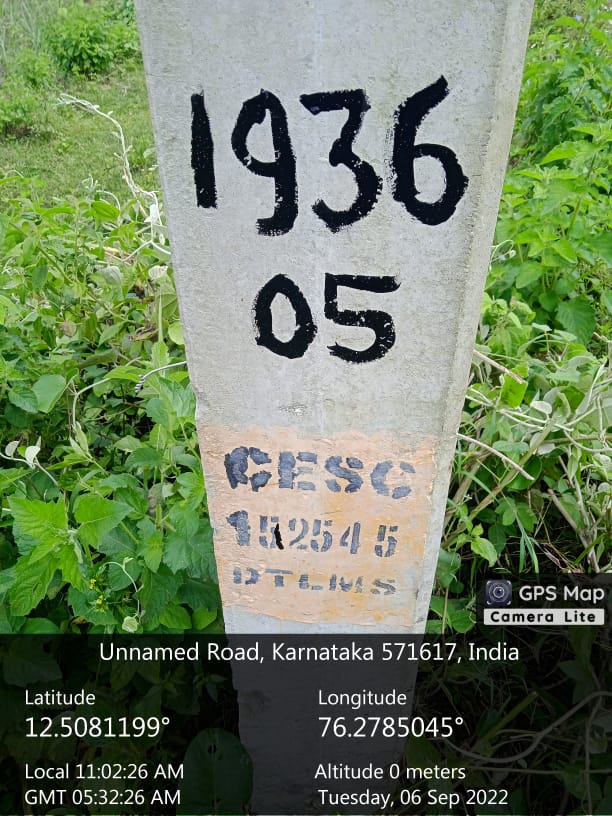 1936
05
CESC
152545
DTLMS
GPS Map
Camera Lite
Unnamed Road, Karnataka 571617, India
Latitude
12.5081199°
Longitude
76.2785045°
Local 11:02:26 AM
GMT 05:32:26 AM
Altitude 0 meters
Tuesday, 06 Sep 2022